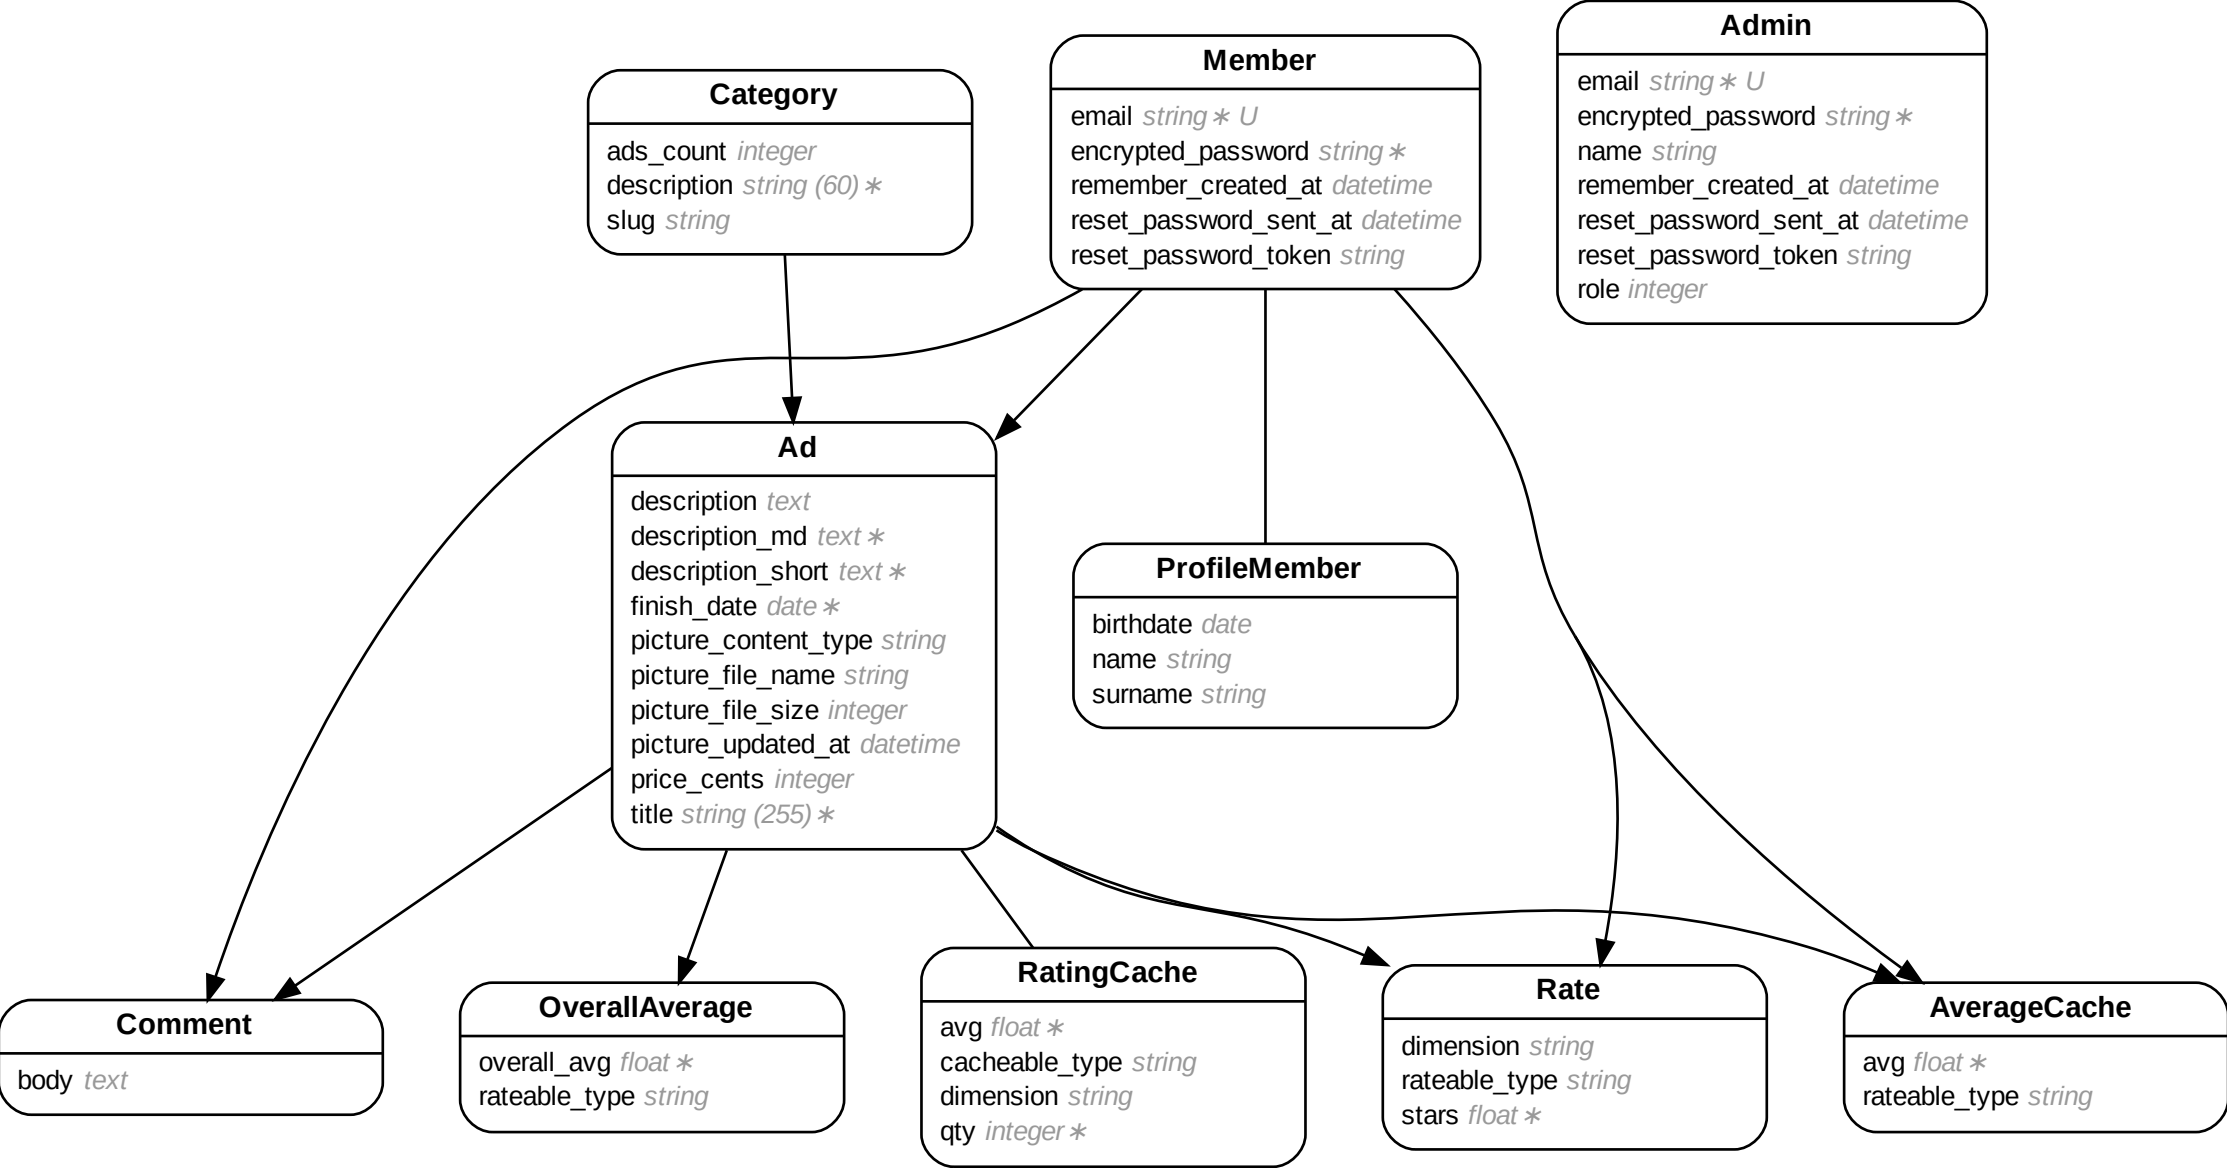 Category
ads_count integer
description string (60)∗
slug string
Member
email string∗ U
encrypted_password string∗
remember_created_at datetime
reset_password_sent_at datetime
reset_password_token string
Admin
email string∗ U
encrypted_password string∗
name string
remember_created_at datetime
reset_password_sent_at datetime
reset_password_token string
role integer
Ad
description text
description_md text∗
description_short text∗
finish_date date∗
picture_content_type string
picture_file_name string
picture_file_size integer
picture_updated_at datetime
price_cents integer
title string (255)∗
ProfileMember
birthdate date
name string
surname string
Comment
body text
OverallAverage
overall_avg float∗
rateable_type string
RatingCache
avg float∗
cacheable_type string
dimension string
qty integer∗
Rate
dimension string
rateable_type string
stars float∗
AverageCache
avg float∗
rateable_type string